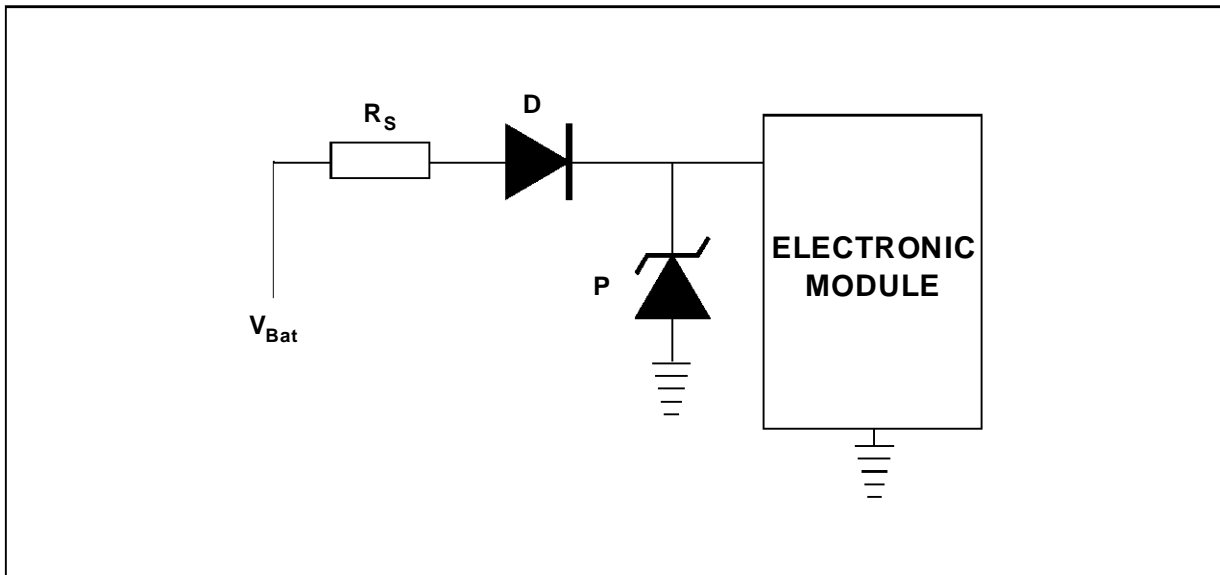 D
R_S
ELECTRONIC
MODULE
P
V_Bat